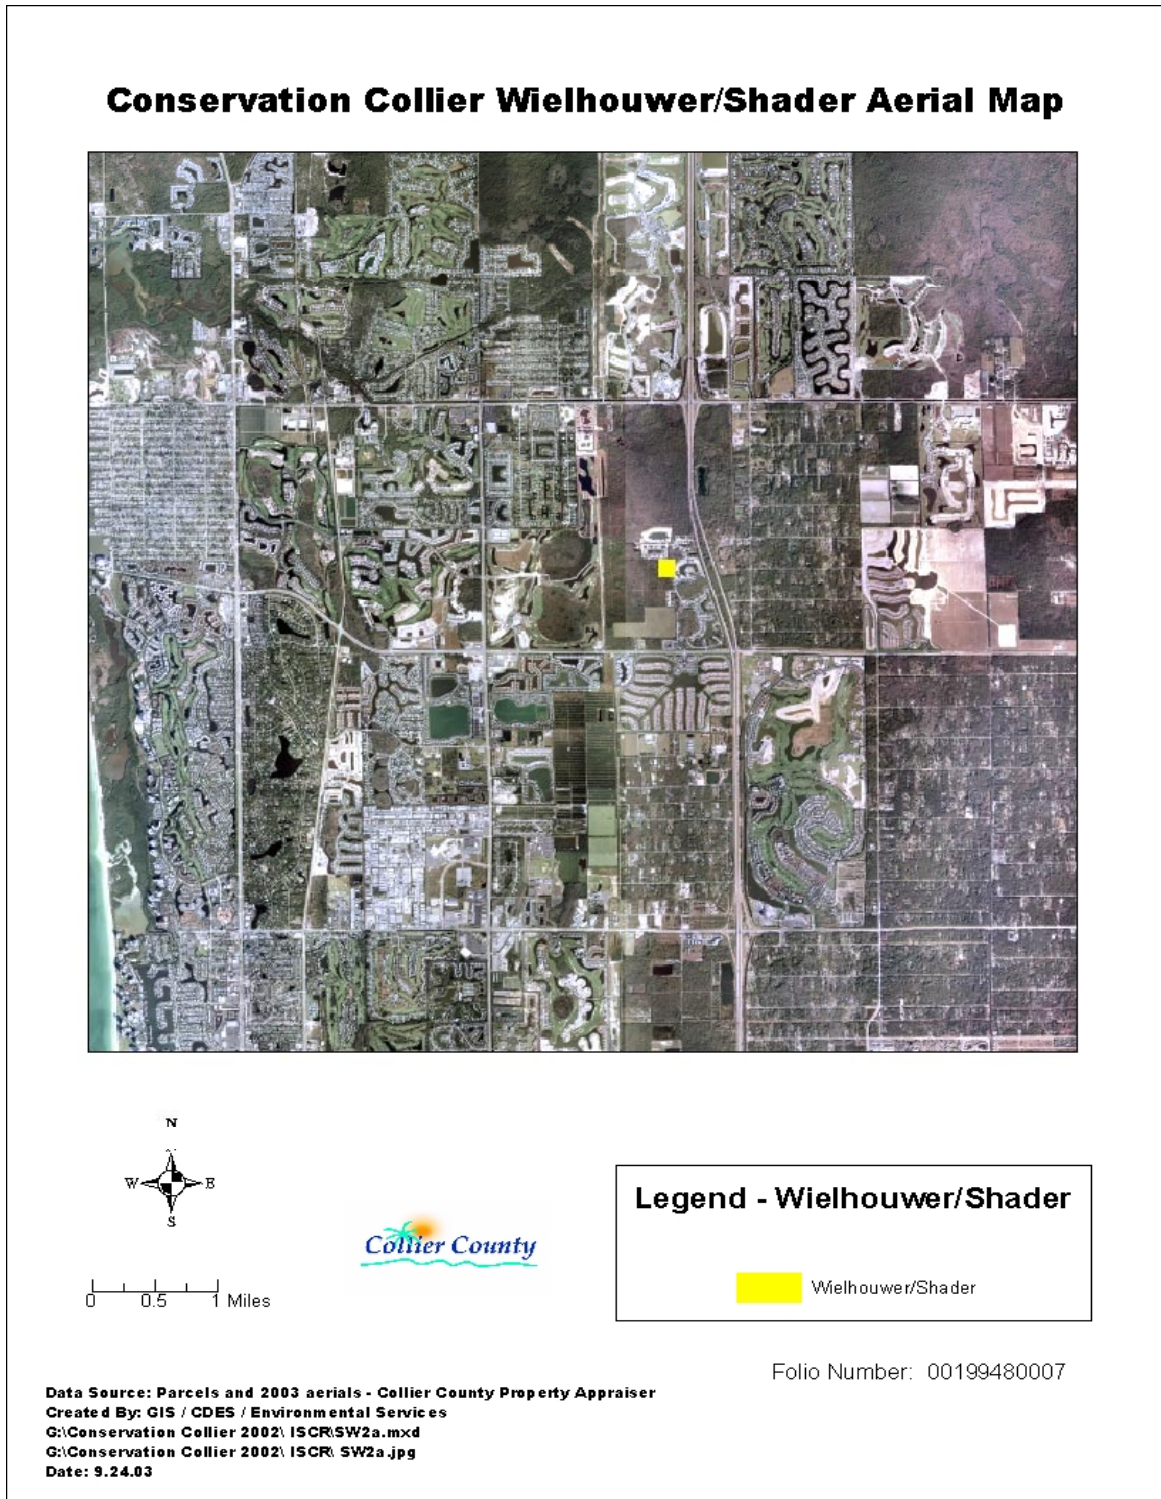 Conservation Collier Wielhouwer/Shader Aerial Map
N
W E
S
0 0.5 1 Miles
Collier County
Legend - Wielhouwer/Shader
Wielhouwer/Shader
Folio Number: 00199480007
Data Source: Parcels and 2003 aerials - Collier County Property Appraiser
Created By: GIS / CDES / Environmental Services
G:\Conservation Collier 2002\ ISCR\SW2a.mxd
G:\Conservation Collier 2002\ ISCR\ SW2a.jpg
Date: 9.24.03